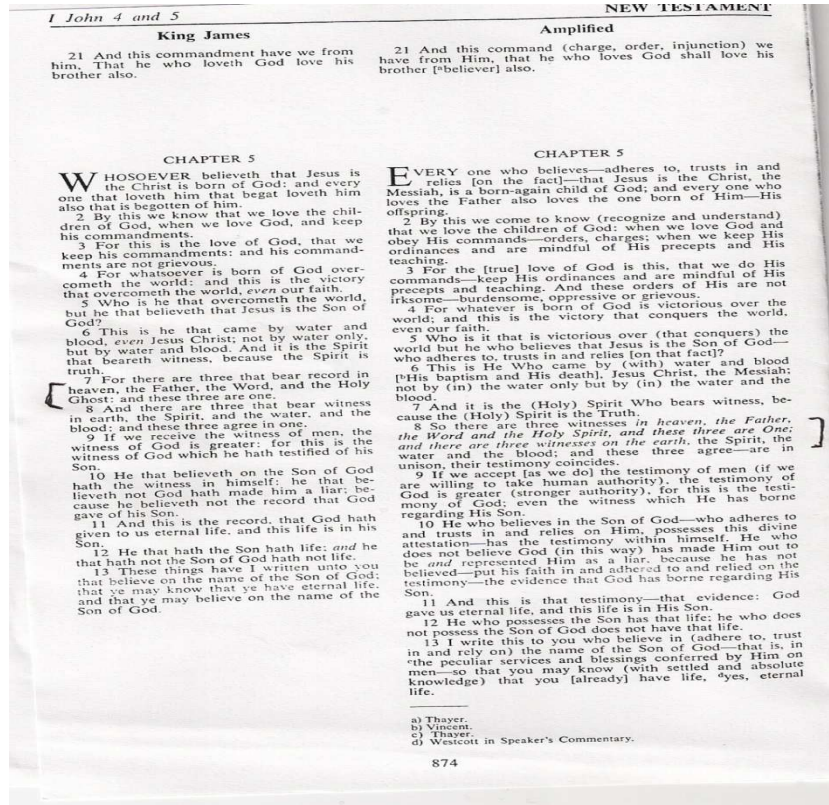 I John 4 and 5
NEW TESTAMENT
King James
21 And this commandment have we from
him, That he who loveth God love his
brother also.
CHAPTER 5
WHOSOEVER believeth that Jesus is
the Christ is born of God: and every
one that loveth him that begat loveth him
also that is begotten of him.
2 By this we know that we love the chil-
dren of God, when we love God, and keep
his commandments.
3 For this is the love of God, that we
keep his commandments: and his command-
ments are not grievous.
4 For whatsoever is born of God over-
cometh the world: and this is the victory
that overcometh the world, even our faith.
5 Who is he that overcometh the world,
but he that believeth that Jesus is the Son of
God?
6 This is he that came by water and
blood, even Jesus Christ; not by water only,
but by water and blood. And it is the Spirit
that beareth witness, because the Spirit is
truth.
7 For there are three that bear record in
heaven, the Father, the Word, and the Holy
Ghost: and these three are one.
8 And there are three that bear witness
in earth, the Spirit, and the water, and the
blood: and these three agree in one.
9 If we receive the witness of men, the
witness of God is greater: for this is the
witness of God which he hath testified of his
Son.
10 He that believeth on the Son of God
hath the witness in himself: he that be-
lieveth not God hath made him a liar; be-
cause he believeth not the record that God
gave of his Son.
11 And this is the record, that God hath
given to us eternal life, and this life is in his
Son.
12 He that hath the Son hath life; and he
that hath not the Son of God hath not life.
13 These things have I written unto you
that believe on the name of the Son of God;
that ye may know that ye have eternal life,
and that ye may believe on the name of the
Son of God.
Amplified
21 And this command (charge, order, injunction) we
have from Him, that he who loves God shall love his
brother [ᵃbeliever] also.
CHAPTER 5
EVERY one who believes—adheres to, trusts in and
relies [on the fact]—that Jesus is the Christ, the
Messiah, is a born-again child of God; and every one who
loves the Father also loves the one born of Him—His
offspring.
2 By this we come to know (recognize and understand)
that we love the children of God: when we love God and
obey His commands—orders, charges; when we keep His
ordinances and are mindful of His precepts and His
teaching.
3 For the [true] love of God is this, that we do His
commands—keep His ordinances and are mindful of His
precepts and teaching. And these orders of His are not
irksome—burdensome, oppressive or grievous.
4 For whatever is born of God is victorious over the
world; and this is the victory that conquers the world,
even our faith.
5 Who is it that is victorious over (that conquers) the
world but he who believes that Jesus is the Son of God—
who adheres to, trusts in and relies [on that fact]?
6 This is He Who came by (with) water and blood
[ᵇHis baptism and His death], Jesus Christ, the Messiah;
not by (in) the water only but by (in) the water and the
blood.
7 And it is the (Holy) Spirit Who bears witness, be-
cause the (Holy) Spirit is the Truth.
8 So there are three witnesses in heaven, the Father,
the Word and the Holy Spirit, and these three are One;
and there are three witnesses on the earth, the Spirit, the
water and the blood; and these three agree—are in
unison, their testimony coincides.
9 If we accept [as we do] the testimony of men (if we
are willing to take human authority), the testimony of
God is greater (stronger authority), for this is the testi-
mony of God; even the witness which He has borne
regarding His Son.
10 He who believes in the Son of God—who adheres to
and trusts in and relies on Him, possesses this divine
attestation—has the testimony within himself. He who
does not believe God (in this way) has made Him out to
be and represented Him as a liar, because he has not
believed—put his faith in and adhered to and relied on the
testimony—the evidence that God has borne regarding His
Son.
11 And this is that testimony—that evidence: God
gave us eternal life, and this life is in His Son.
12 He who possesses the Son has that life; he who does
not possess the Son of God does not have that life.
13 I write this to you who believe in (adhere to, trust
in and rely on) the name of the Son of God—that is, in
ᶜthe peculiar services and blessings conferred by Him on
men—so that you may know (with settled and absolute
knowledge) that you [already] have life, ᵈyes, eternal
life.
a) Thayer.
b) Vincent.
c) Thayer.
d) Westcott in Speaker's Commentary.
874